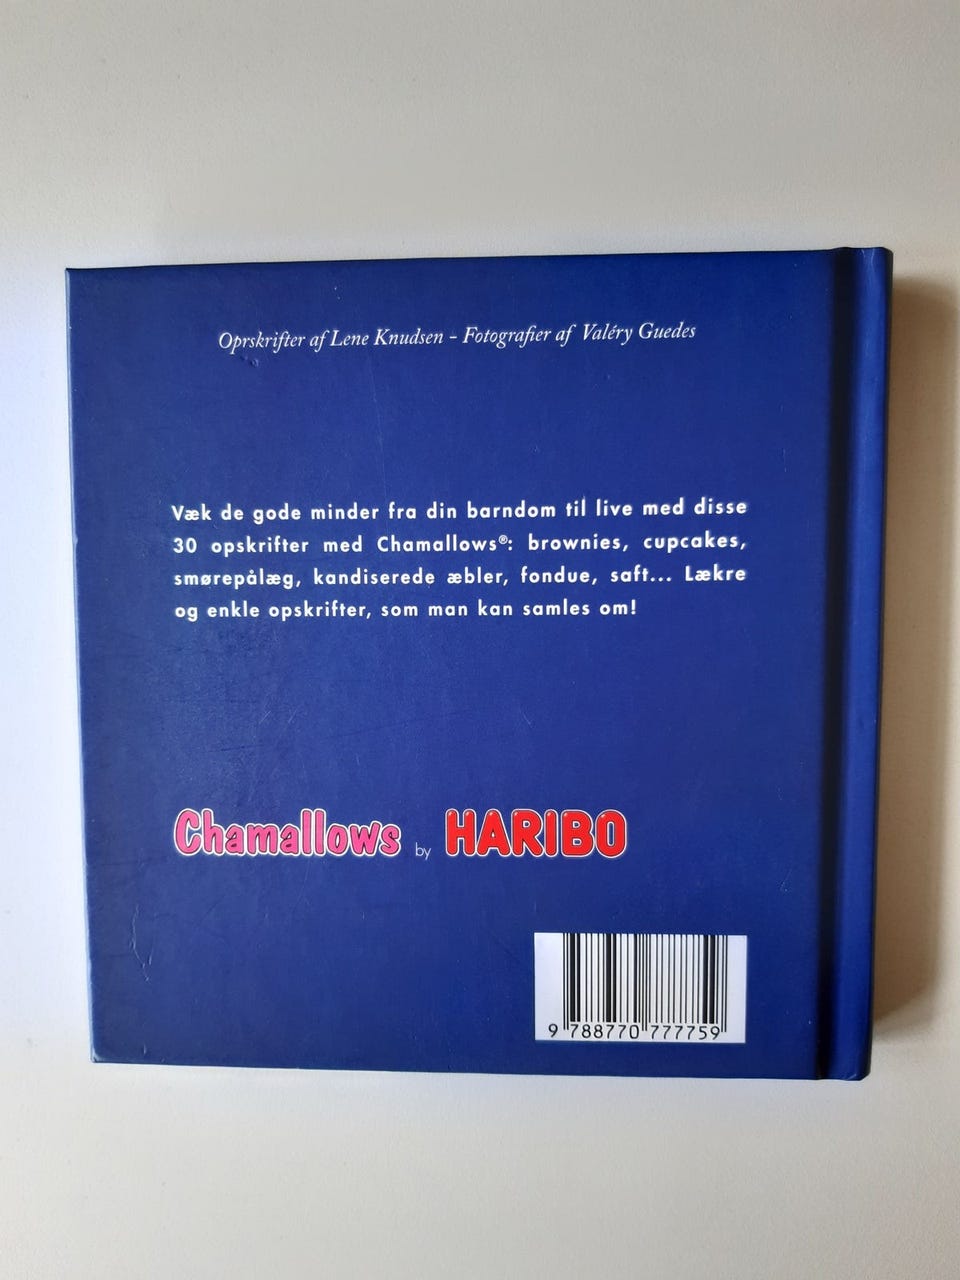 Oprskrifter af Lene Knudsen - Fotografier af Valéry Guedes
Væk de gode minder fra din barndom til live med disse
30 opskrifter med Chamallows®: brownies, cupcakes,
smørepålæg, kandiserede æbler, fondue, saft... Lækre
og enkle opskrifter, som man kan samles om!
Chamallows by HARIBO
9 788770 777759